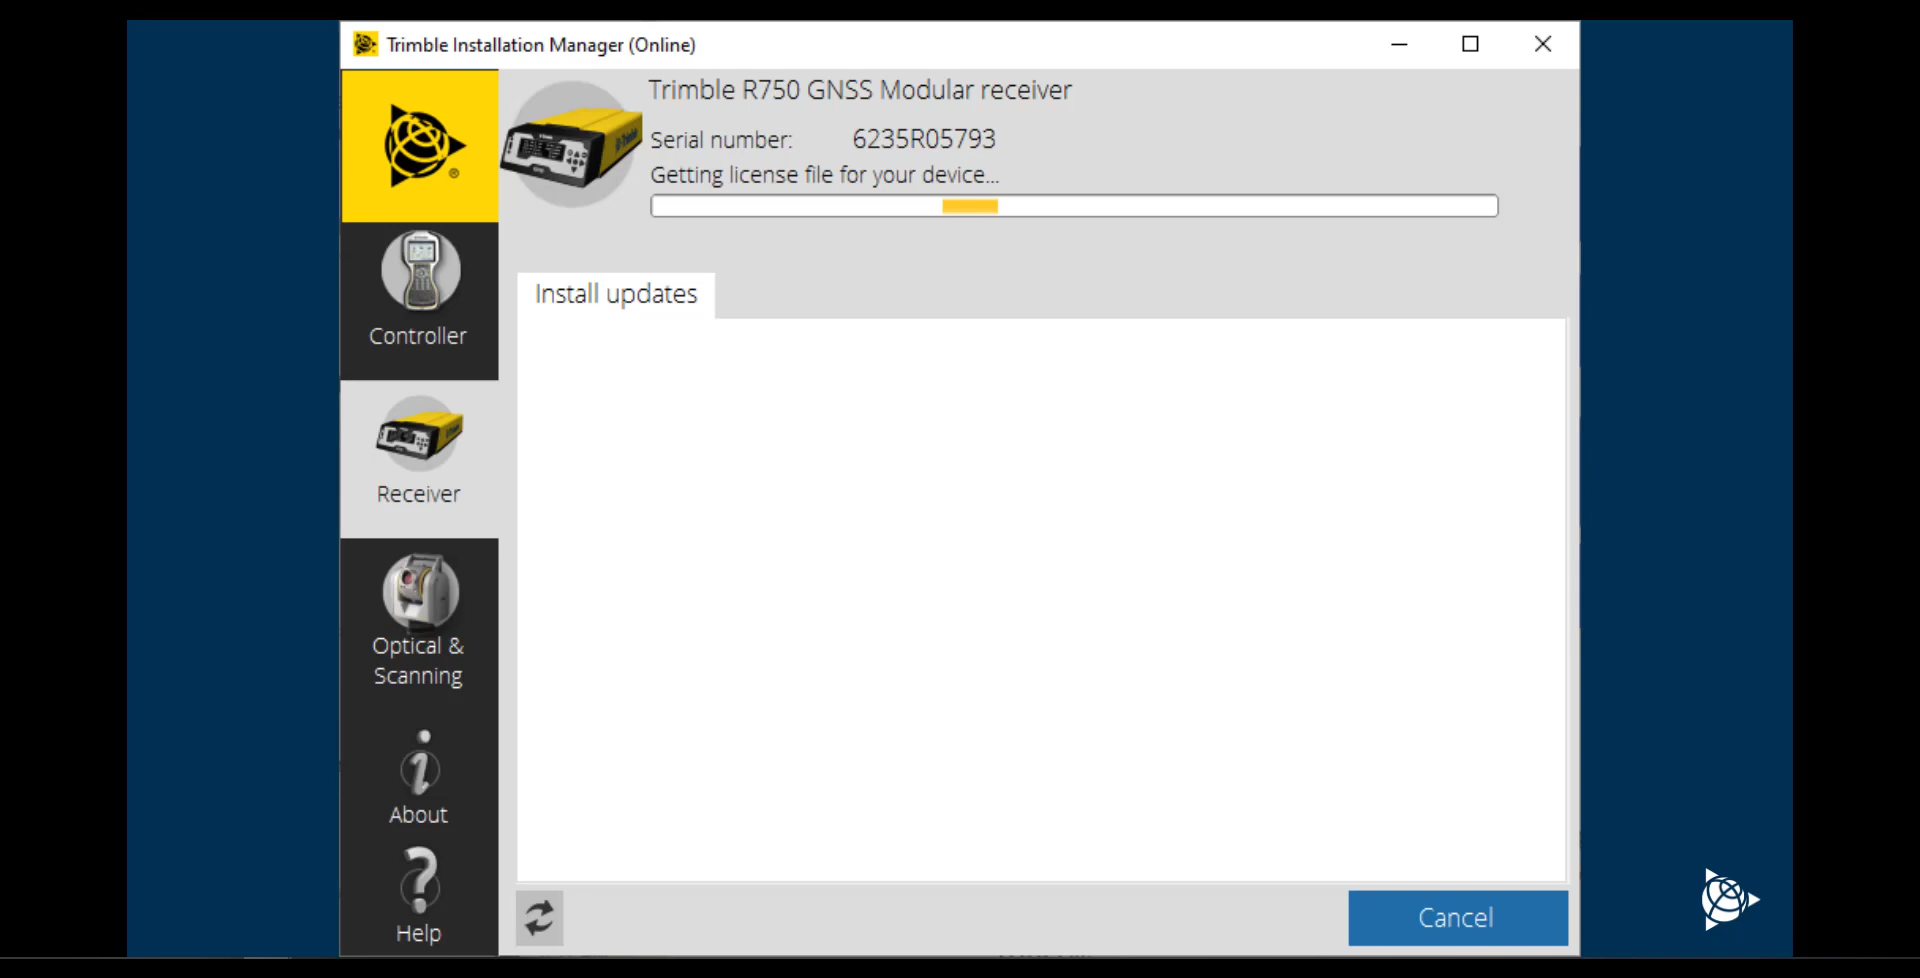 Trimble Installation Manager (Online)
Trimble R750 GNSS Modular receiver
Serial number: 6235R05793
Getting license file for your device...
Install updates
Controller
Receiver
Optical &
Scanning
About
Help
Cancel